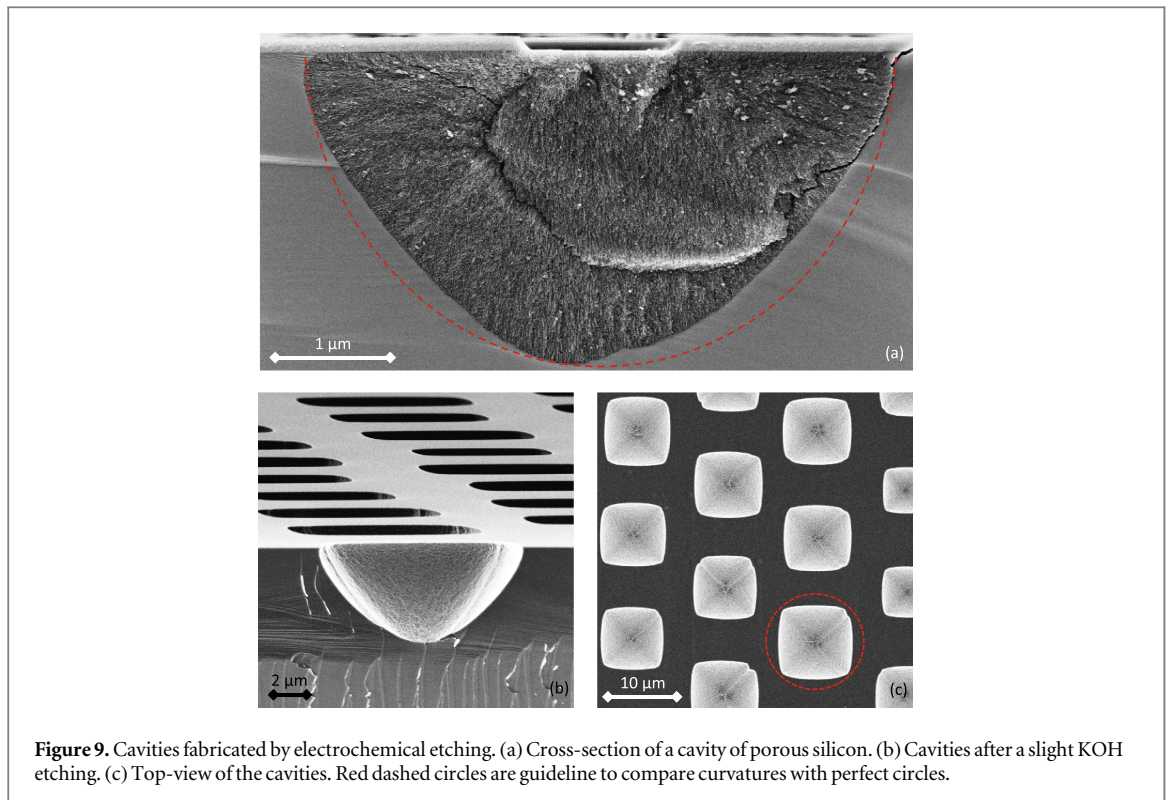 1 μm
(a)
2 μm
(b)
10 μm
(c)
Figure 9. Cavities fabricated by electrochemical etching. (a) Cross-section of a cavity of porous silicon. (b) Cavities after a slight KOH
etching. (c) Top-view of the cavities. Red dashed circles are guideline to compare curvatures with perfect circles.